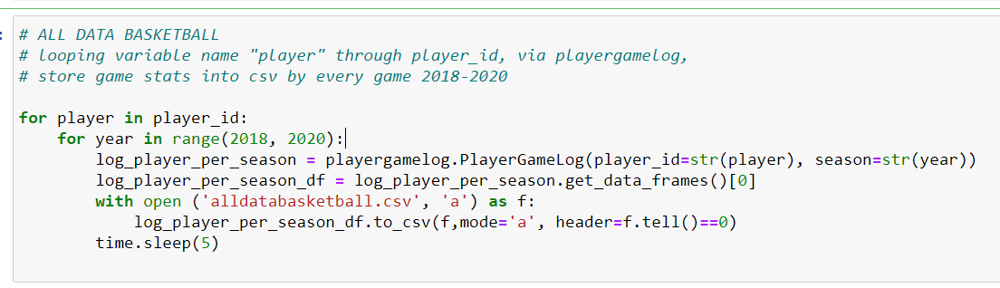 :
# ALL DATA BASKETBALL
# looping variable name "player" through player_id, via playergamelog,
# store game stats into csv by every game 2018-2020
for player in player_id:
    for year in range(2018, 2020):
        log_player_per_season = playergamelog.PlayerGameLog(player_id=str(player), season=str(year))
        log_player_per_season_df = log_player_per_season.get_data_frames()[0]
        with open ('alldatabasketball.csv', 'a') as f:
            log_player_per_season_df.to_csv(f,mode='a', header=f.tell()==0)
        time.sleep(5)